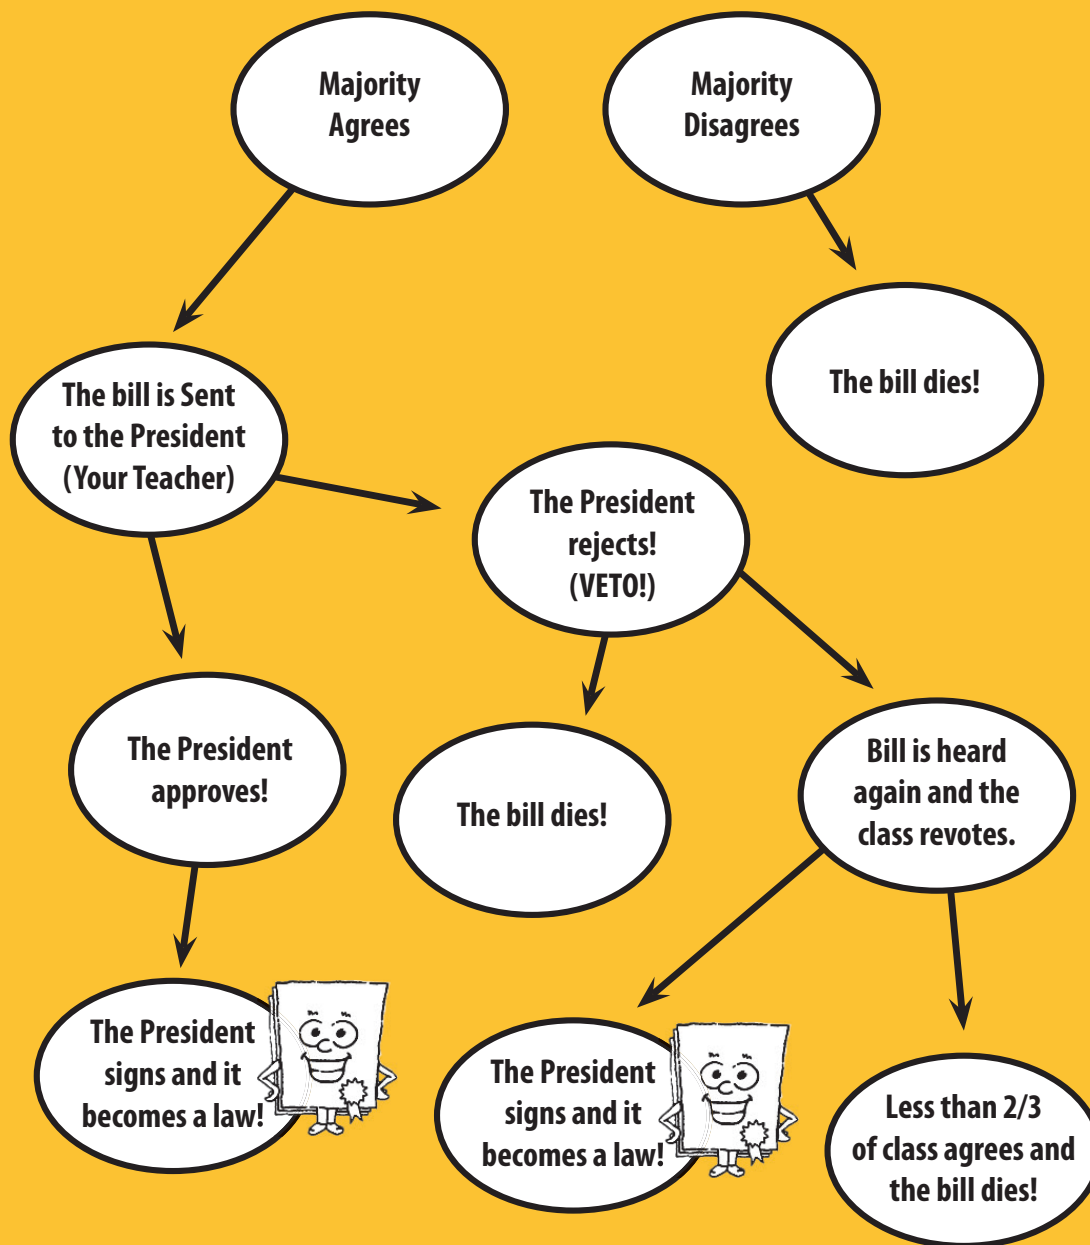 Majority
Agrees
Majority
Disagrees
The bill dies!
The bill is Sent
to the President
(Your Teacher)
The President
rejects!
(VETO!)
The President
approves!
The bill dies!
Bill is heard
again and the
class revotes.
The President
signs and it
becomes a law!
The President
signs and it
becomes a law!
Less than 2/3
of class agrees and
the bill dies!